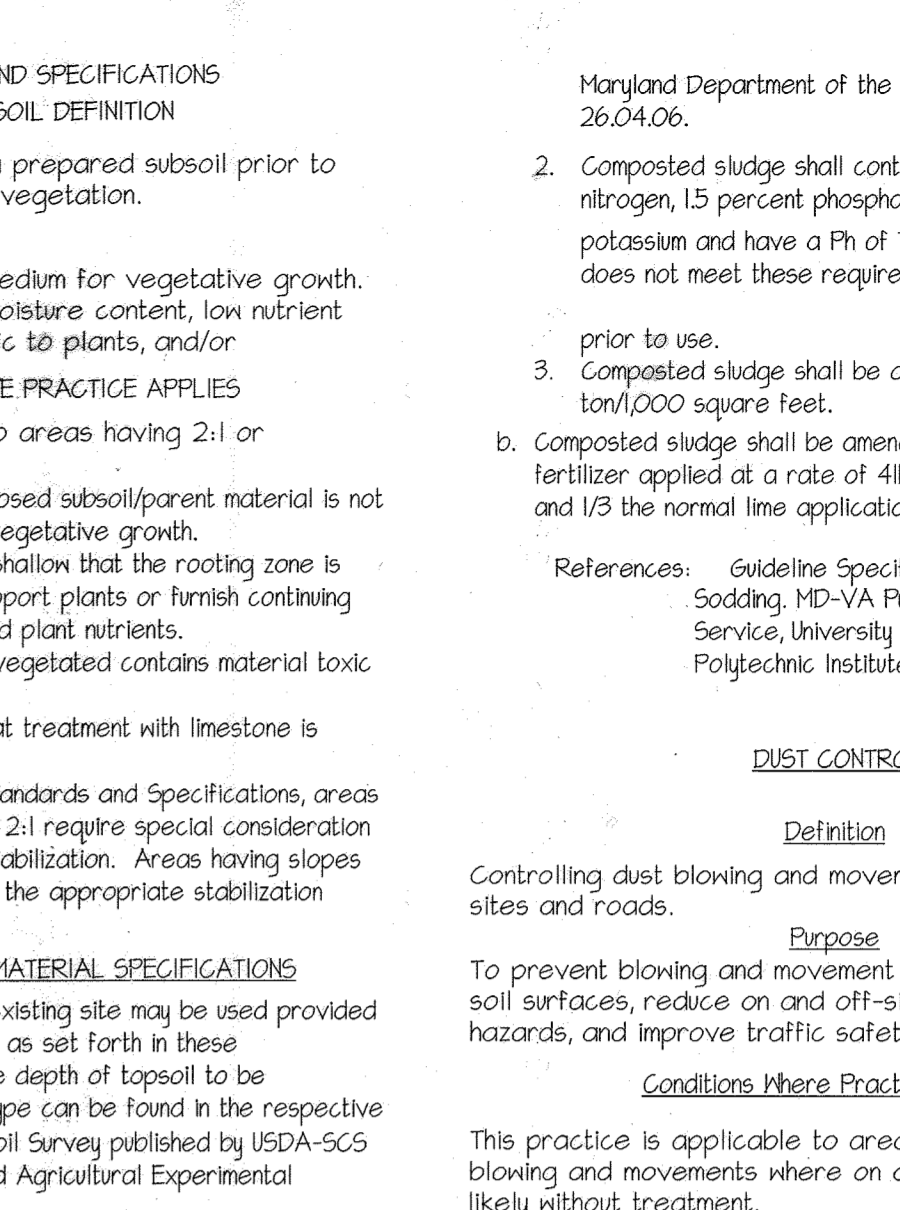 ND SPECIFICATIONS
SOIL DEFINITION
prepared subsoil prior to
vegetation.
edium for vegetative growth.
oisture content, low nutrient
c to plants, and/or
E PRACTICE APPLIES
o areas having 2:1 or
osed subsoil/parent material is not
egetative growth.
shallow that the rooting zone is
pport plants or furnish continuing
d plant nutrients.
vegetated contains material toxic
at treatment with limestone is
andards and Specifications, areas
2:1 require special consideration
abilization. Areas having slopes
the appropriate stabilization
MATERIAL SPECIFICATIONS
xisting site may be used provided
as set forth in these
e depth of topsoil to be
ype can be found in the respective
oil Survey published by USDA-SCS
d Agricultural Experimental
Maryland Department of the
26.04.06.
2. Composted sludge shall cont
nitrogen, 1.5 percent phospho
potassium and have a Ph of
does not meet these require
prior to use.
3. Composted sludge shall be
ton/1,000 square feet.
b. Composted sludge shall be amen
fertilizer applied at a rate of 4l
and 1/3 the normal lime applicatio
References: Guideline Specif
Sodding. MD-VA Pu
Service, University
Polytechnic Institute
DUST CONTRO
Definition
Controlling dust blowing and movem
sites and roads.
Purpose
To prevent blowing and movement
soil surfaces, reduce on and off-si
hazards, and improve traffic safet
Conditions Where Pract
This practice is applicable to area
blowing and movements where on o
likely without treatment.